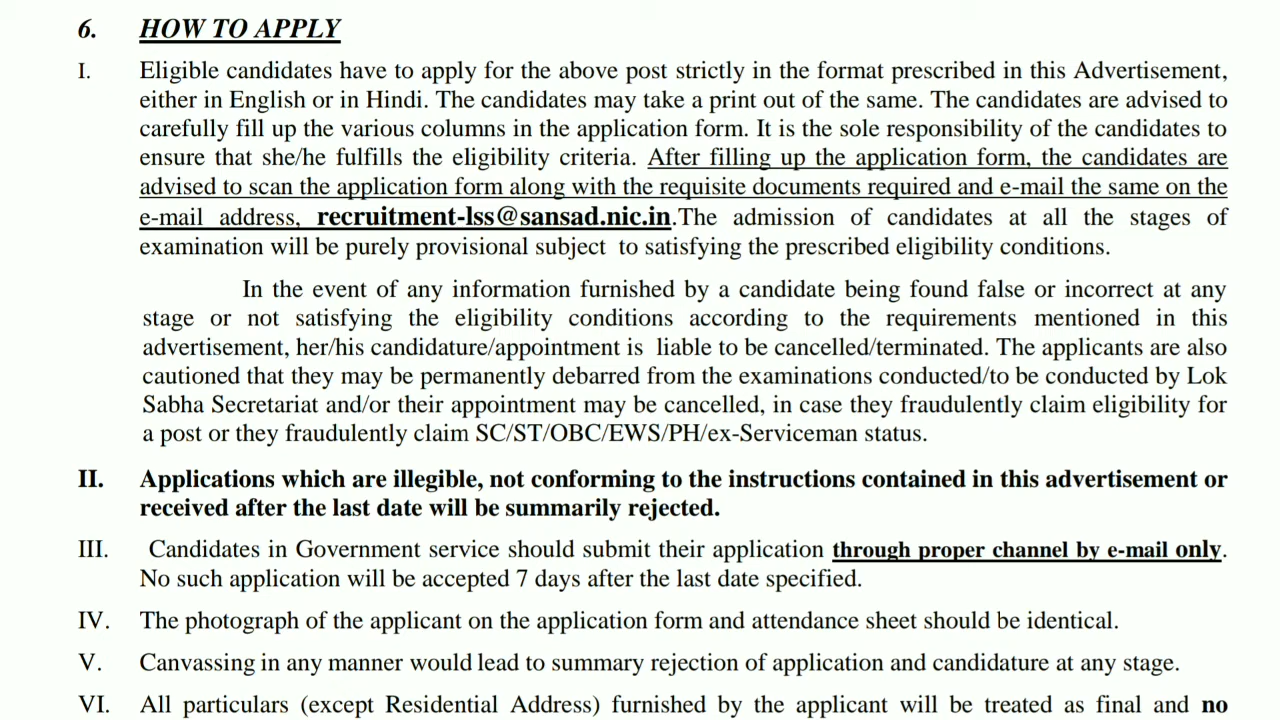 6. HOW TO APPLY
I. Eligible candidates have to apply for the above post strictly in the format prescribed in this Advertisement,
either in English or in Hindi. The candidates may take a print out of the same. The candidates are advised to
carefully fill up the various columns in the application form. It is the sole responsibility of the candidates to
ensure that she/he fulfills the eligibility criteria. After filling up the application form, the candidates are
advised to scan the application form along with the requisite documents required and e-mail the same on the
e-mail address, recruitment-lss@sansad.nic.in.The admission of candidates at all the stages of
examination will be purely provisional subject to satisfying the prescribed eligibility conditions.
In the event of any information furnished by a candidate being found false or incorrect at any
stage or not satisfying the eligibility conditions according to the requirements mentioned in this
advertisement, her/his candidature/appointment is liable to be cancelled/terminated. The applicants are also
cautioned that they may be permanently debarred from the examinations conducted/to be conducted by Lok
Sabha Secretariat and/or their appointment may be cancelled, in case they fraudulently claim eligibility for
a post or they fraudulently claim SC/ST/OBC/EWS/PH/ex-Serviceman status.
II. Applications which are illegible, not conforming to the instructions contained in this advertisement or
received after the last date will be summarily rejected.
III. Candidates in Government service should submit their application through proper channel by e-mail only.
No such application will be accepted 7 days after the last date specified.
IV. The photograph of the applicant on the application form and attendance sheet should be identical.
V. Canvassing in any manner would lead to summary rejection of application and candidature at any stage.
VI. All particulars (except Residential Address) furnished by the applicant will be treated as final and no